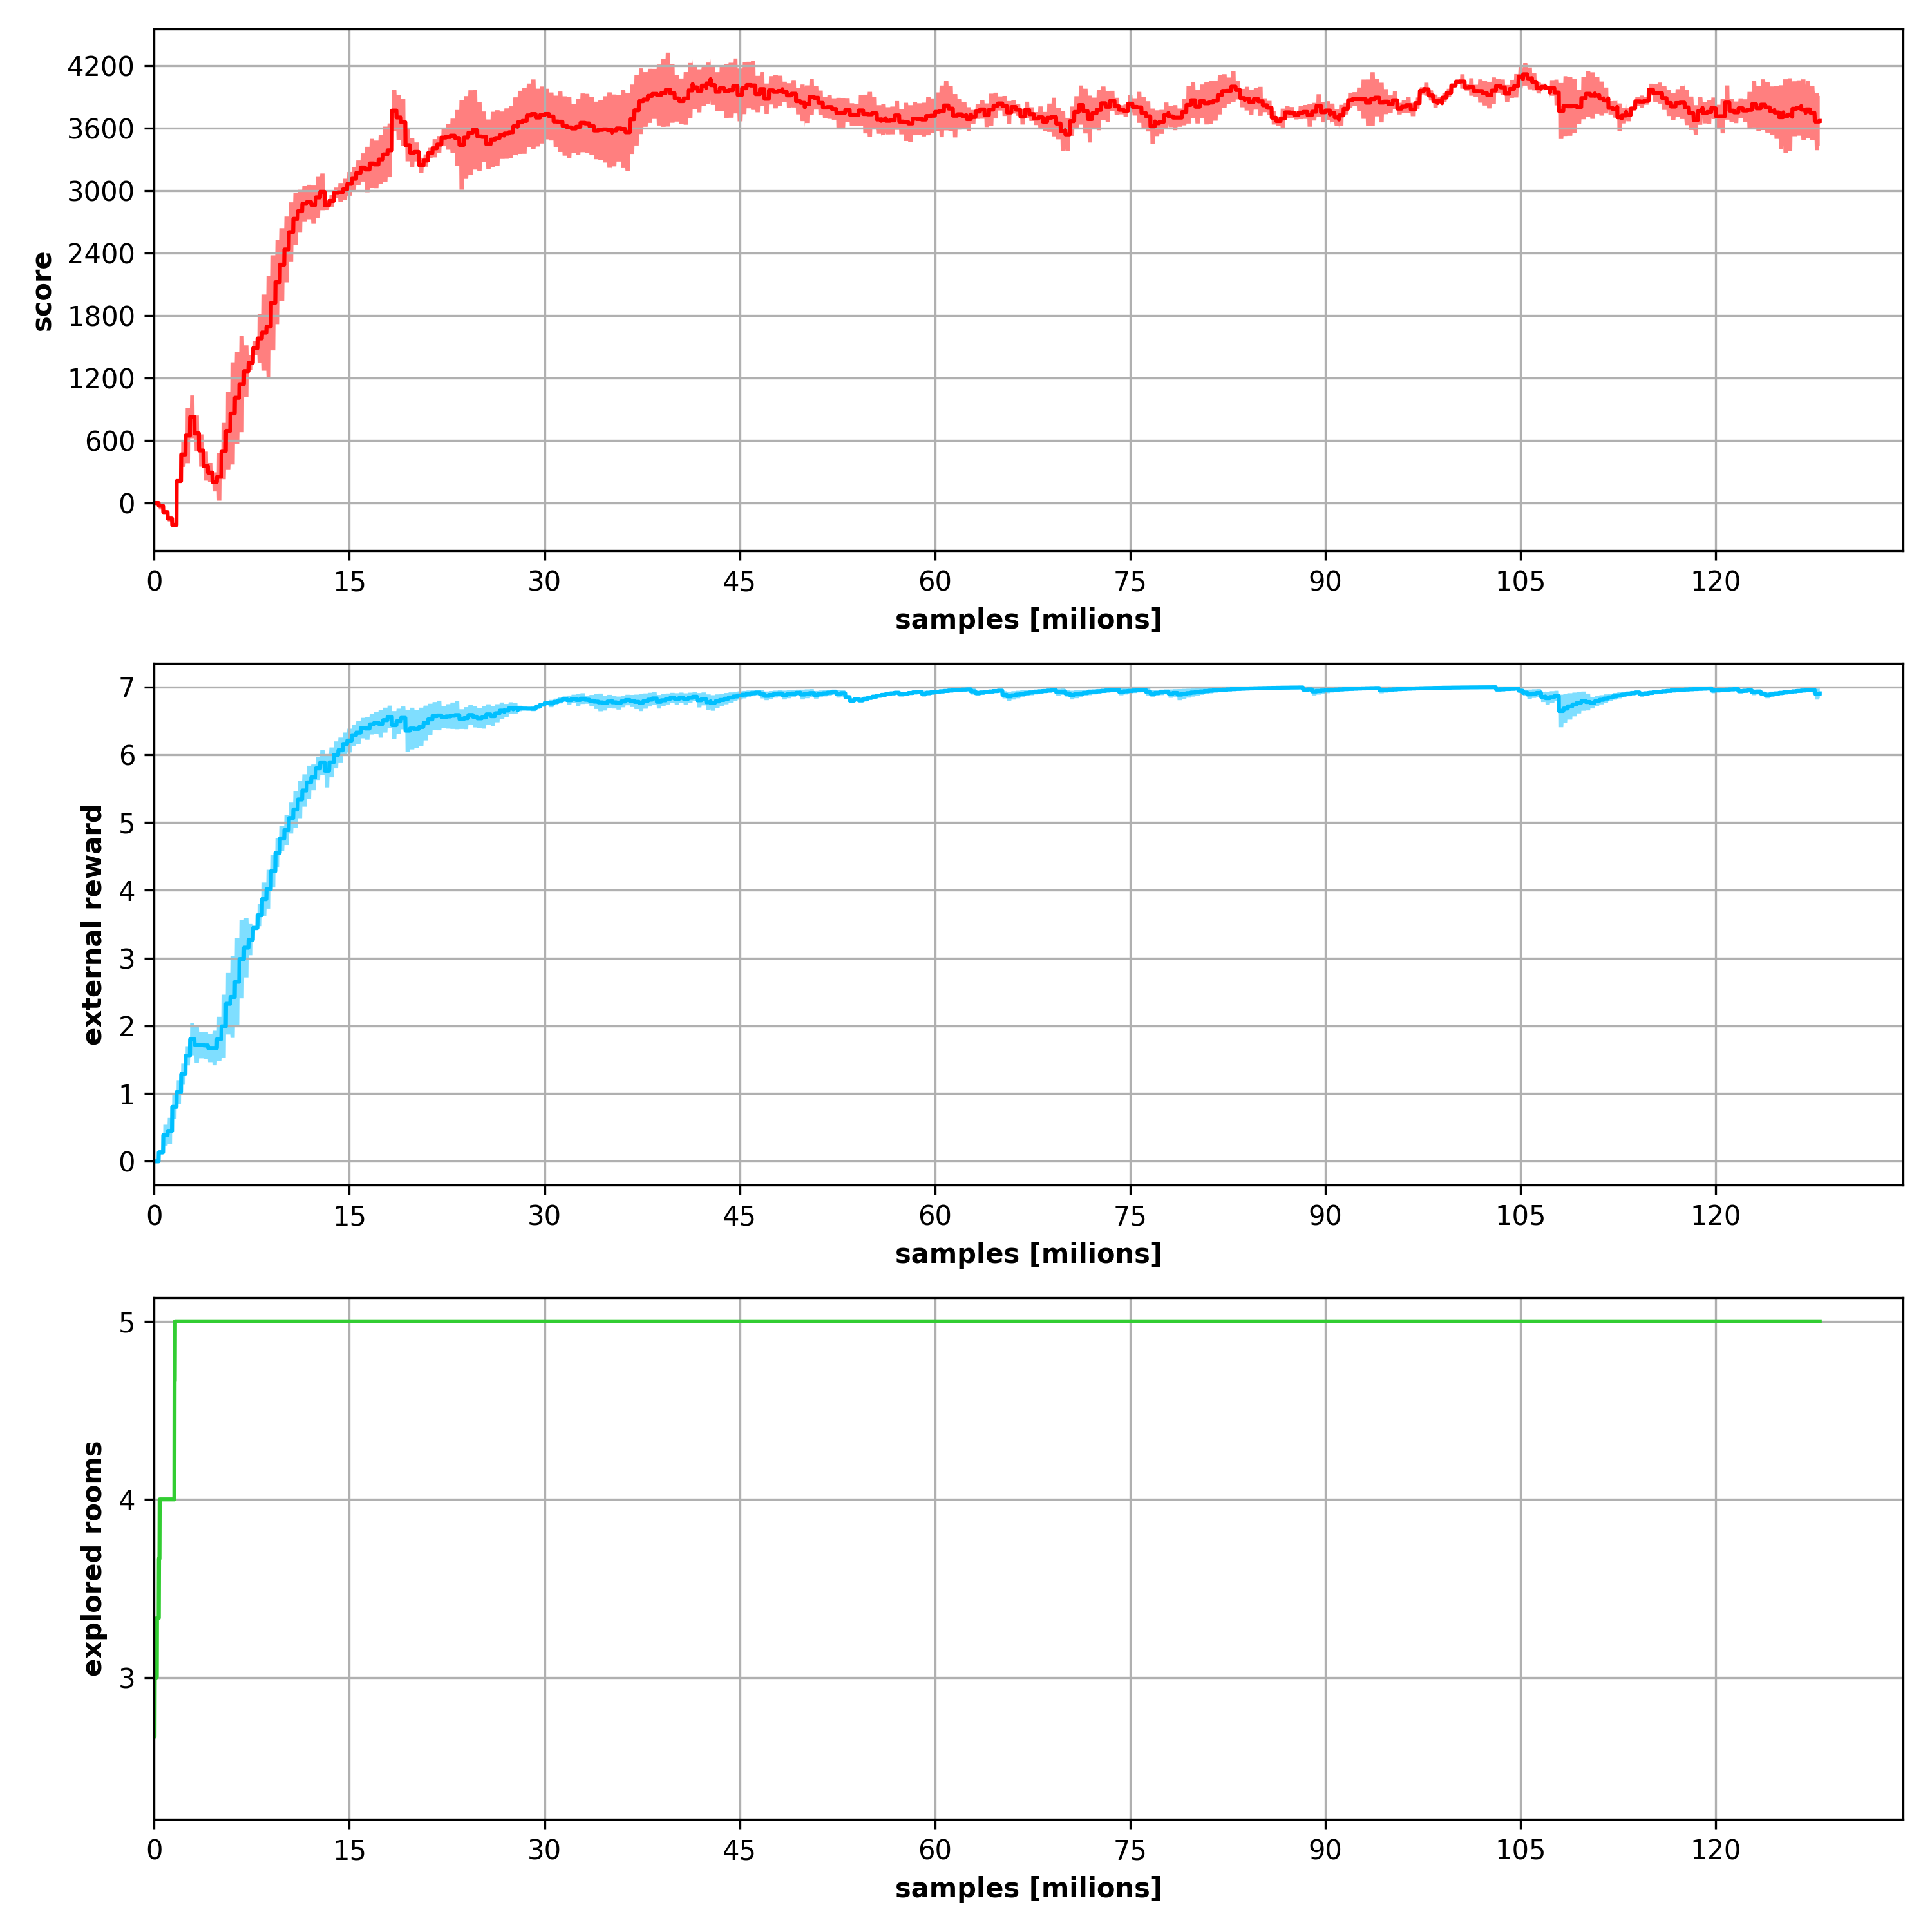 4200
3600
3000
2400
1800
1200
600
0
score
0 15 30 45 60 75 90 105 120
samples [milions]
7
6
5
4
3
2
1
0
external reward
0 15 30 45 60 75 90 105 120
samples [milions]
5
4
3
explored rooms
0 15 30 45 60 75 90 105 120
samples [milions]